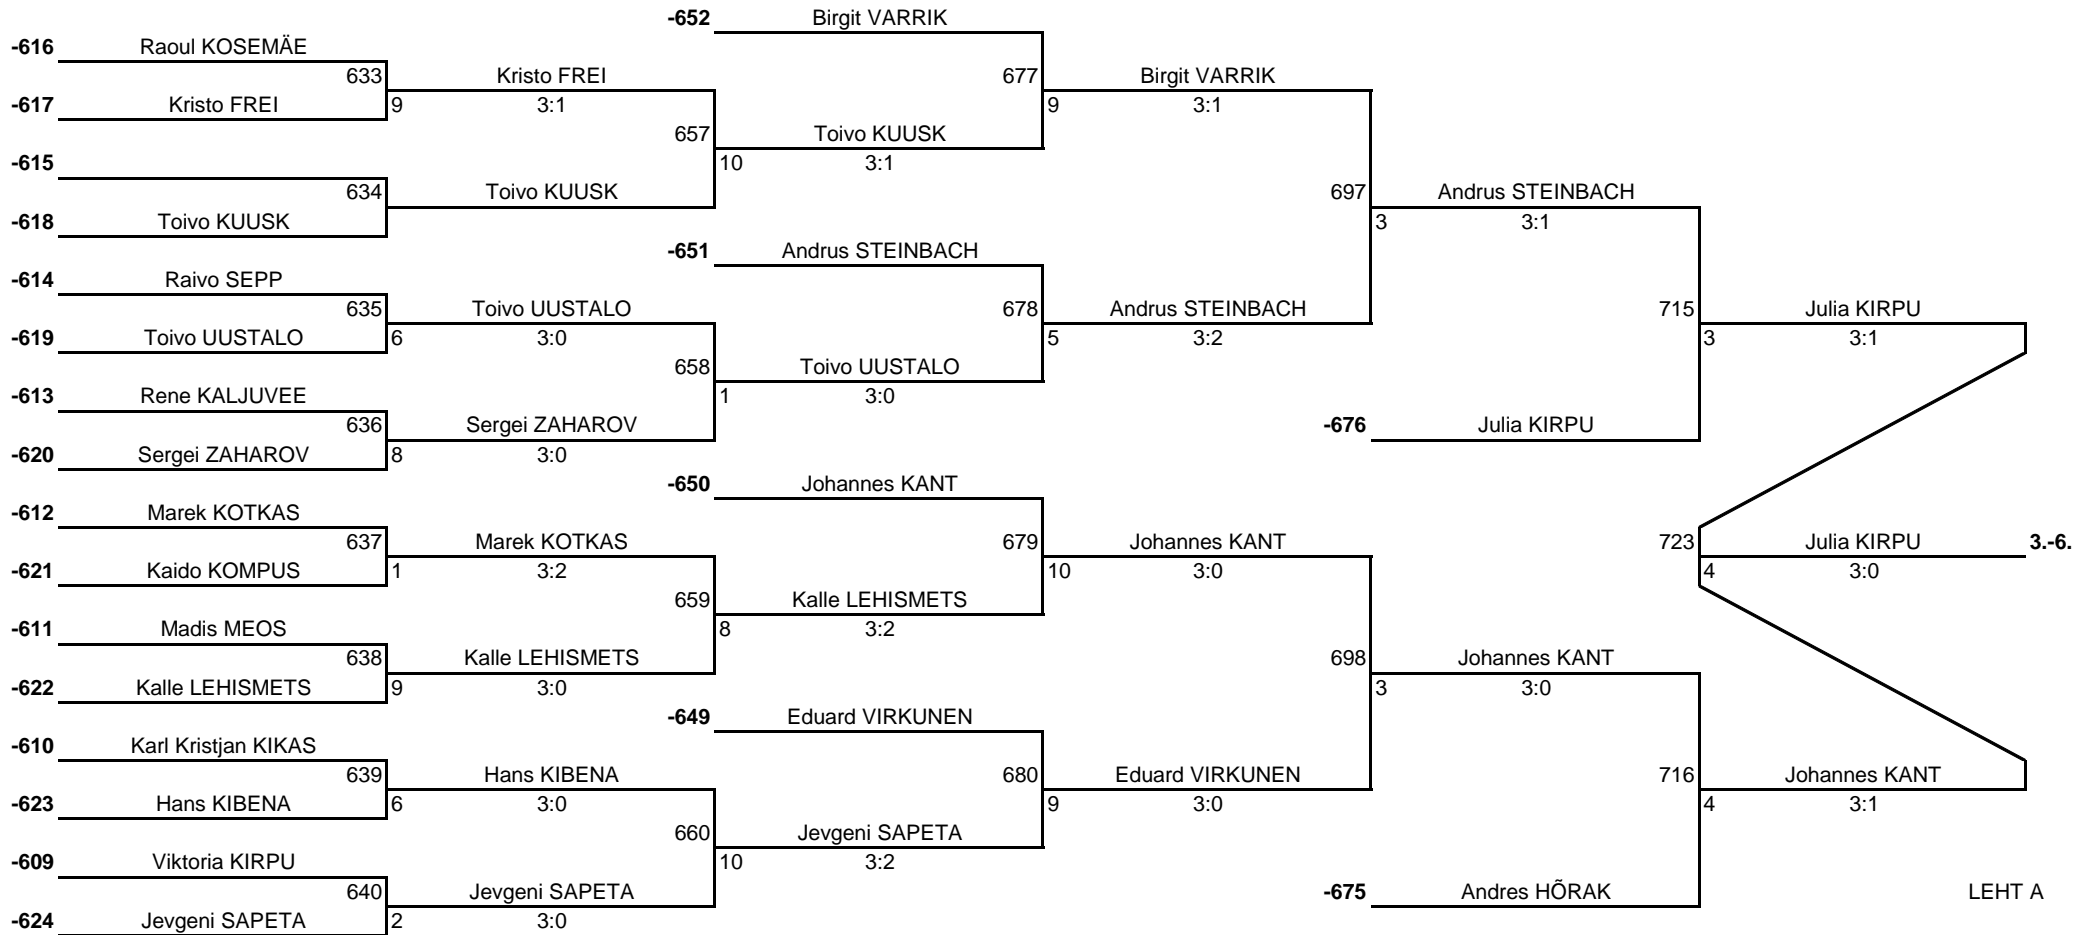 -652 Birgit VARRIK
-616 Raoul KOSEMÄE
633 Kristo FREI 677 Birgit VARRIK
-617 Kristo FREI 9 3:1 9 3:1
657 Toivo KUUSK
-615 10 3:1
634 Toivo KUUSK 697 Andrus STEINBACH
-618 Toivo KUUSK 3 3:1
-651 Andrus STEINBACH
-614 Raivo SEPP
635 Toivo UUSTALO 678 Andrus STEINBACH 715 Julia KIRPU
-619 Toivo UUSTALO 6 3:0 5 3:2 3 3:1
658 Toivo UUSTALO
-613 Rene KALJUVEE 1 3:0
636 Sergei ZAHAROV -676 Julia KIRPU
-620 Sergei ZAHAROV 8 3:0
-650 Johannes KANT
-612 Marek KOTKAS
637 Marek KOTKAS 679 Johannes KANT 723 Julia KIRPU 3.-6.
-621 Kaido KOMPUS 1 3:2 10 3:0 4 3:0
659 Kalle LEHISMETS
-611 Madis MEOS 8 3:2
638 Kalle LEHISMETS 698 Johannes KANT
-622 Kalle LEHISMETS 9 3:0 3 3:0
-649 Eduard VIRKUNEN
-610 Karl Kristjan KIKAS
639 Hans KIBENA 680 Eduard VIRKUNEN 716 Johannes KANT
-623 Hans KIBENA 6 3:0 9 3:0 4 3:1
660 Jevgeni SAPETA
-609 Viktoria KIRPU 10 3:2
640 Jevgeni SAPETA -675 Andres HÕRAK LEHT A
-624 Jevgeni SAPETA 2 3:0